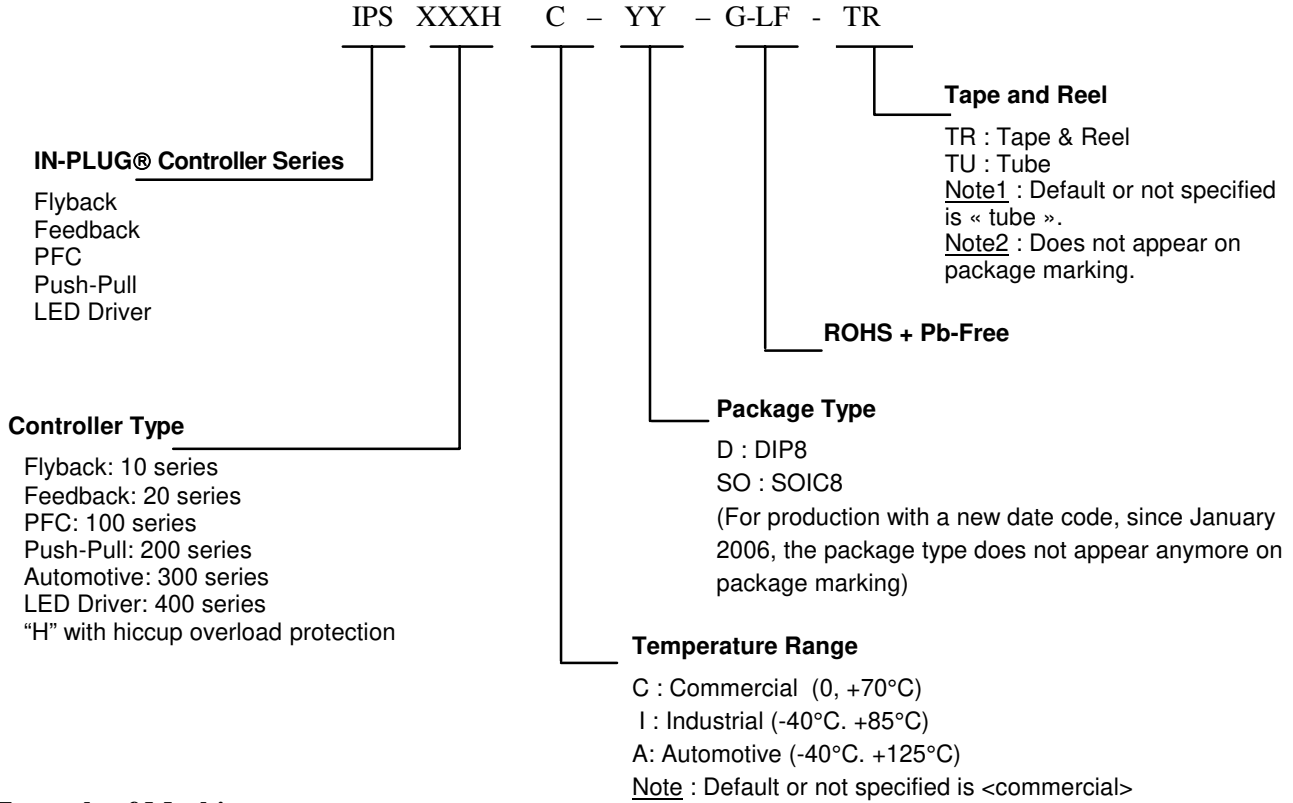 IPS XXXH C – YY – G-LF - TR
Tape and Reel
TR : Tape & Reel
TU : Tube
Note1 : Default or not specified
is « tube ».
Note2 : Does not appear on
package marking.
IN-PLUG® Controller Series
Flyback
Feedback
PFC
Push-Pull
LED Driver
ROHS + Pb-Free
Package Type
D : DIP8
SO : SOIC8
(For production with a new date code, since January
2006, the package type does not appear anymore on
package marking)
Controller Type
Flyback: 10 series
Feedback: 20 series
PFC: 100 series
Push-Pull: 200 series
Automotive: 300 series
LED Driver: 400 series
“H” with hiccup overload protection
Temperature Range
C : Commercial (0, +70°C)
I : Industrial (-40°C. +85°C)
A: Automotive (-40°C. +125°C)
Note : Default or not specified is <commercial>